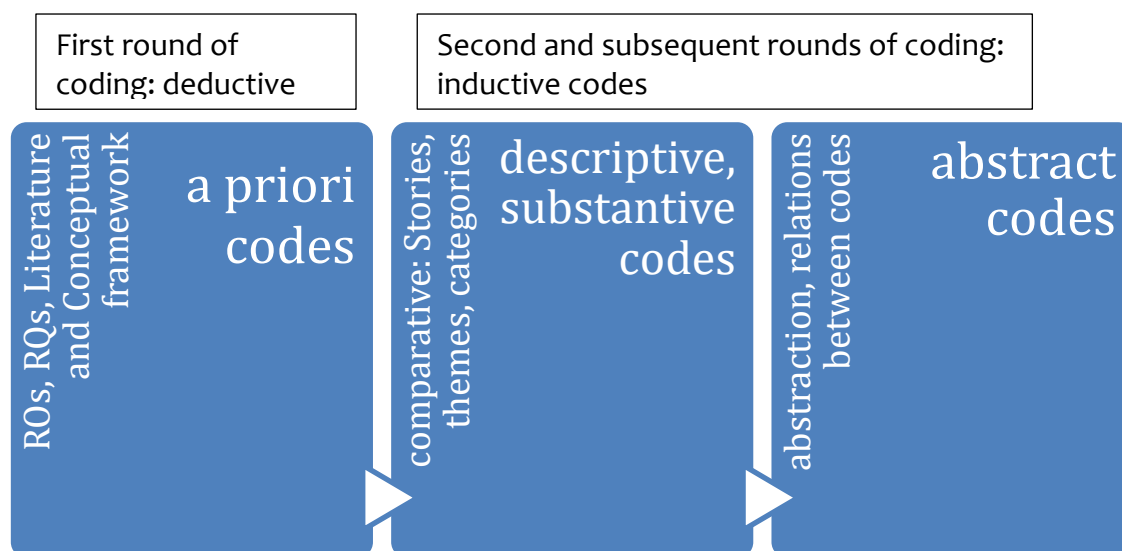 First round of
coding: deductive
Second and subsequent rounds of coding:
inductive codes
ROs, RQs, Literature
and Conceptual
framework
a priori
codes
comparative: Stories,
themes, categories
descriptive,
substantive
codes
abstraction, relations
between codes
abstract
codes